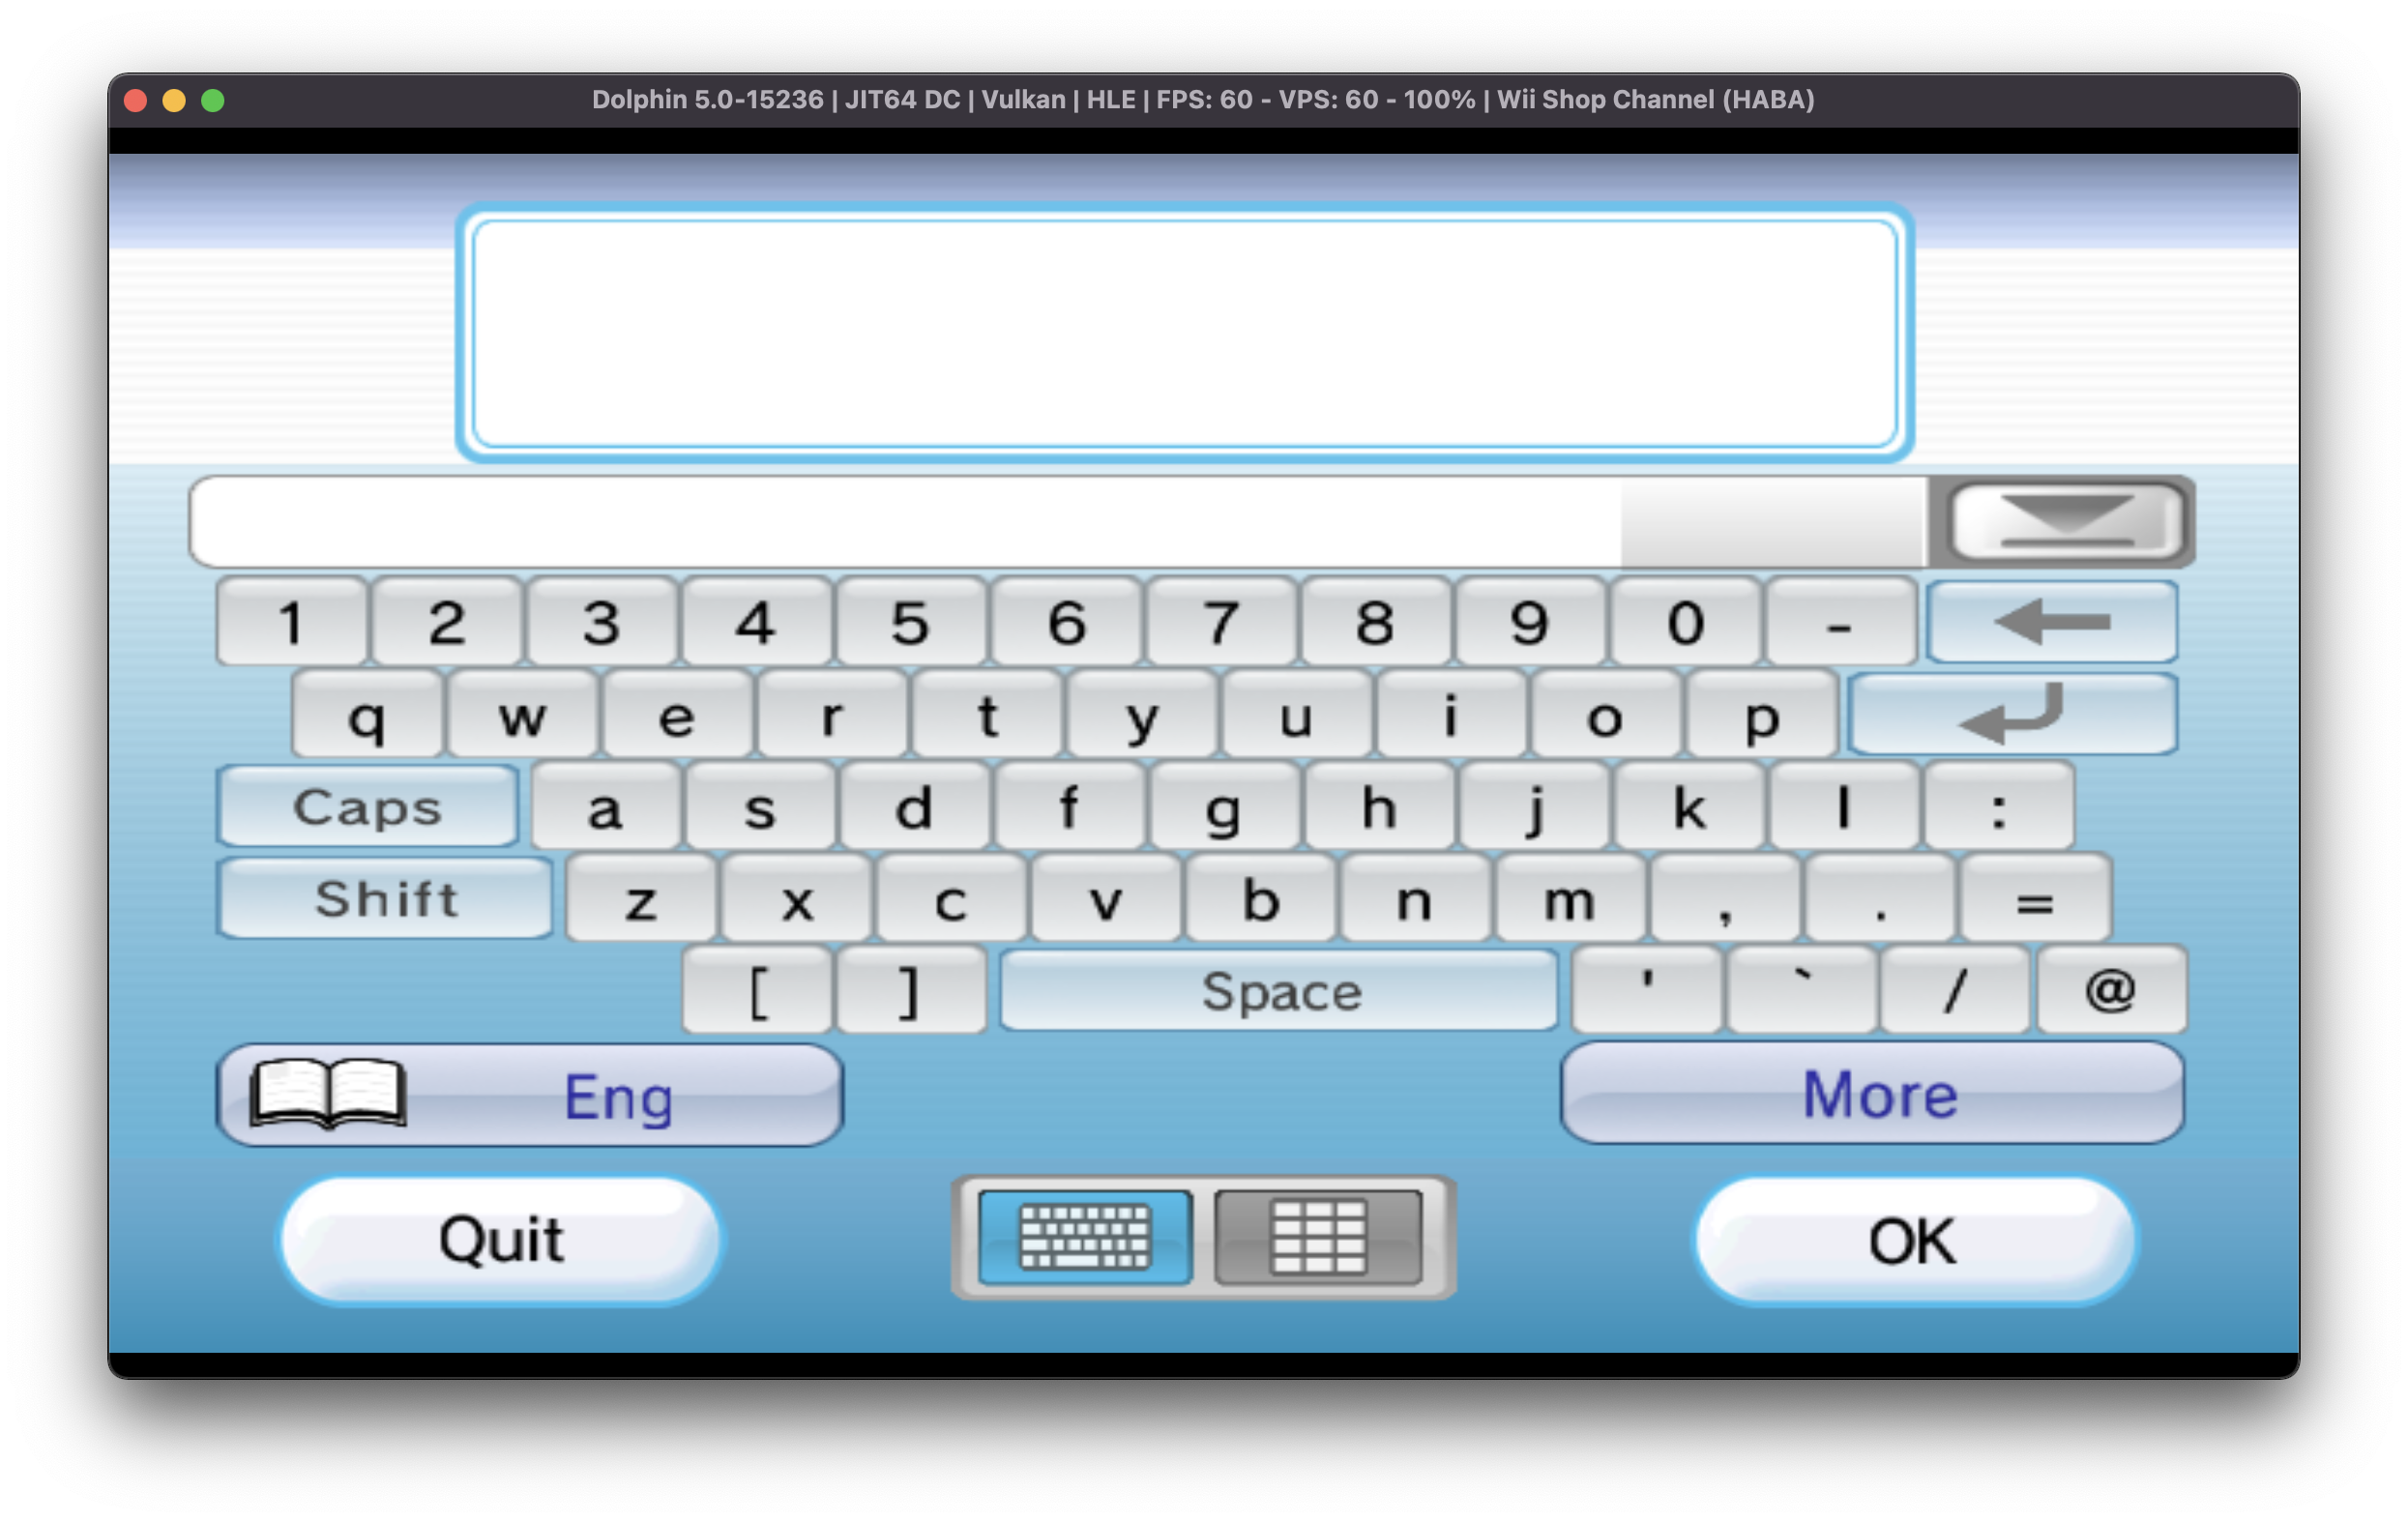 Dolphin 5.0-15236 | JIT64 DC | Vulkan | HLE | FPS: 60 - VPS: 60 - 100% | Wii Shop Channel (HABA)
1 2 3 4 5 6 7 8 9 0 -
q w e r t y u i o p
Caps a s d f g h j k l :
Shift z x c v b n m , . =
[ ] Space ' ` / @
Eng More
Quit OK